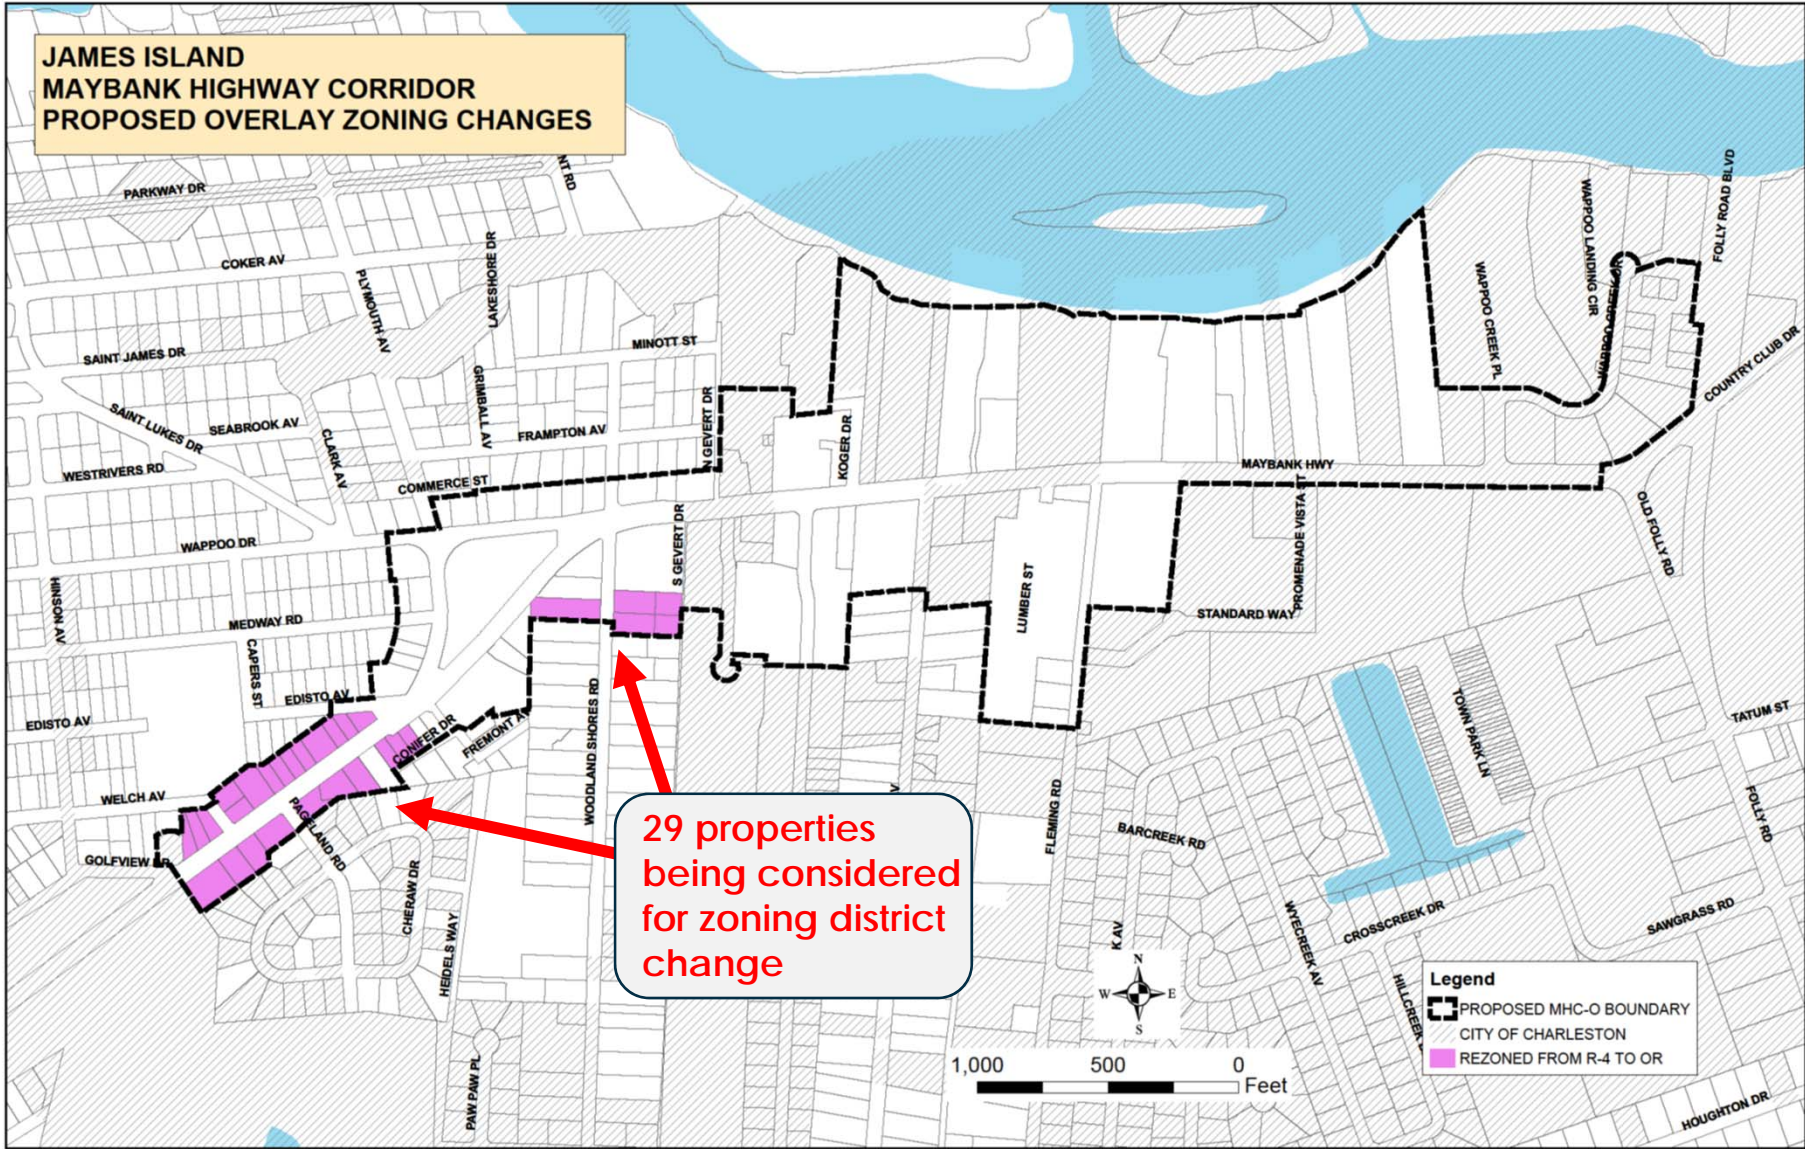 JAMES ISLAND
MAYBANK HIGHWAY CORRIDOR
PROPOSED OVERLAY ZONING CHANGES
NT RD
PARKWAY DR
FOLLY ROAD BLVD
WAPPOO LANDING CIR
COKER AV
LAKESHORE DR
PLYMOUTH AV
WAPPOO CREEK PL
WAPPOO CREEK DR
MINOTT ST
SAINT JAMES DR
COUNTRY CLUB DR
GRIMBALL AV
N GEVERT DR
SAINT LUKES DR
SEABROOK AV
FRAMPTON AV
KOGER DR
CLARK AV
WESTRIVERS RD
MAYBANK HWY
COMMERCE ST
OLD FOLLY RD
PROMENADE VISTA ST
WAPPOO DR
S GEVERT DR
HINSON AV
LUMBER ST
MEDWAY RD
STANDARD WAY
CAPERS ST
EDISTO AV
EDISTO AV
WOODLAND SHORES RD
TOWN PARK LN
TATUM ST
CONIFER DR
FREMONT A
WELCH AV
PAGELAND RD
V
FLEMING RD
FOLLY RD
29 properties
being considered
for zoning district
change
BARCREEK RD
GOLFVIEW DR
CHERAW DR
HEIDELS WAY
WYECREEK AV
CROSSCREEK DR
SAWGRASS RD
K AV
N
W
E
S
HILLCREEK
Legend
PROPOSED MHC-O BOUNDARY
CITY OF CHARLESTON
REZONED FROM R-4 TO OR
1,000 500 0
Feet
PAW PAW PL
HOUGHTON DR